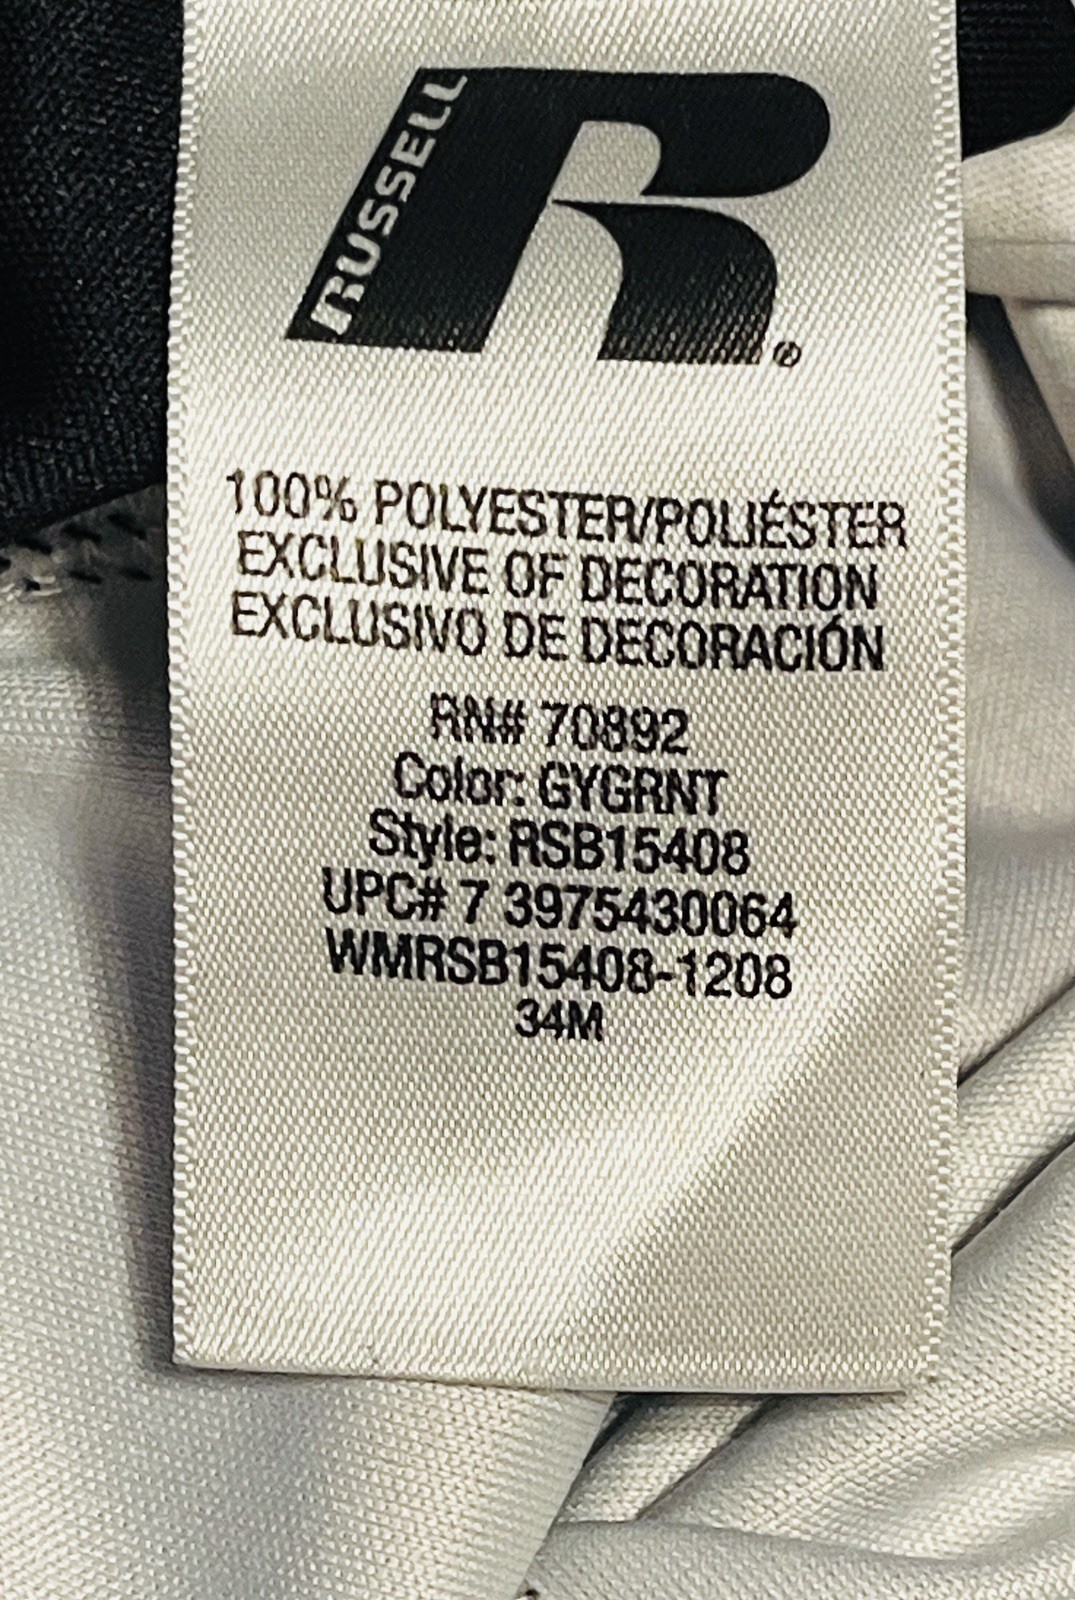 RUSSELL
R®
100% POLYESTER/POLIÉSTER
EXCLUSIVE OF DECORATION
EXCLUSIVO DE DECORACIÓN
RN# 70892
Color: GYGRNT
Style: RSB15408
UPC# 7 3975430064
WMRSB15408-1208
34M